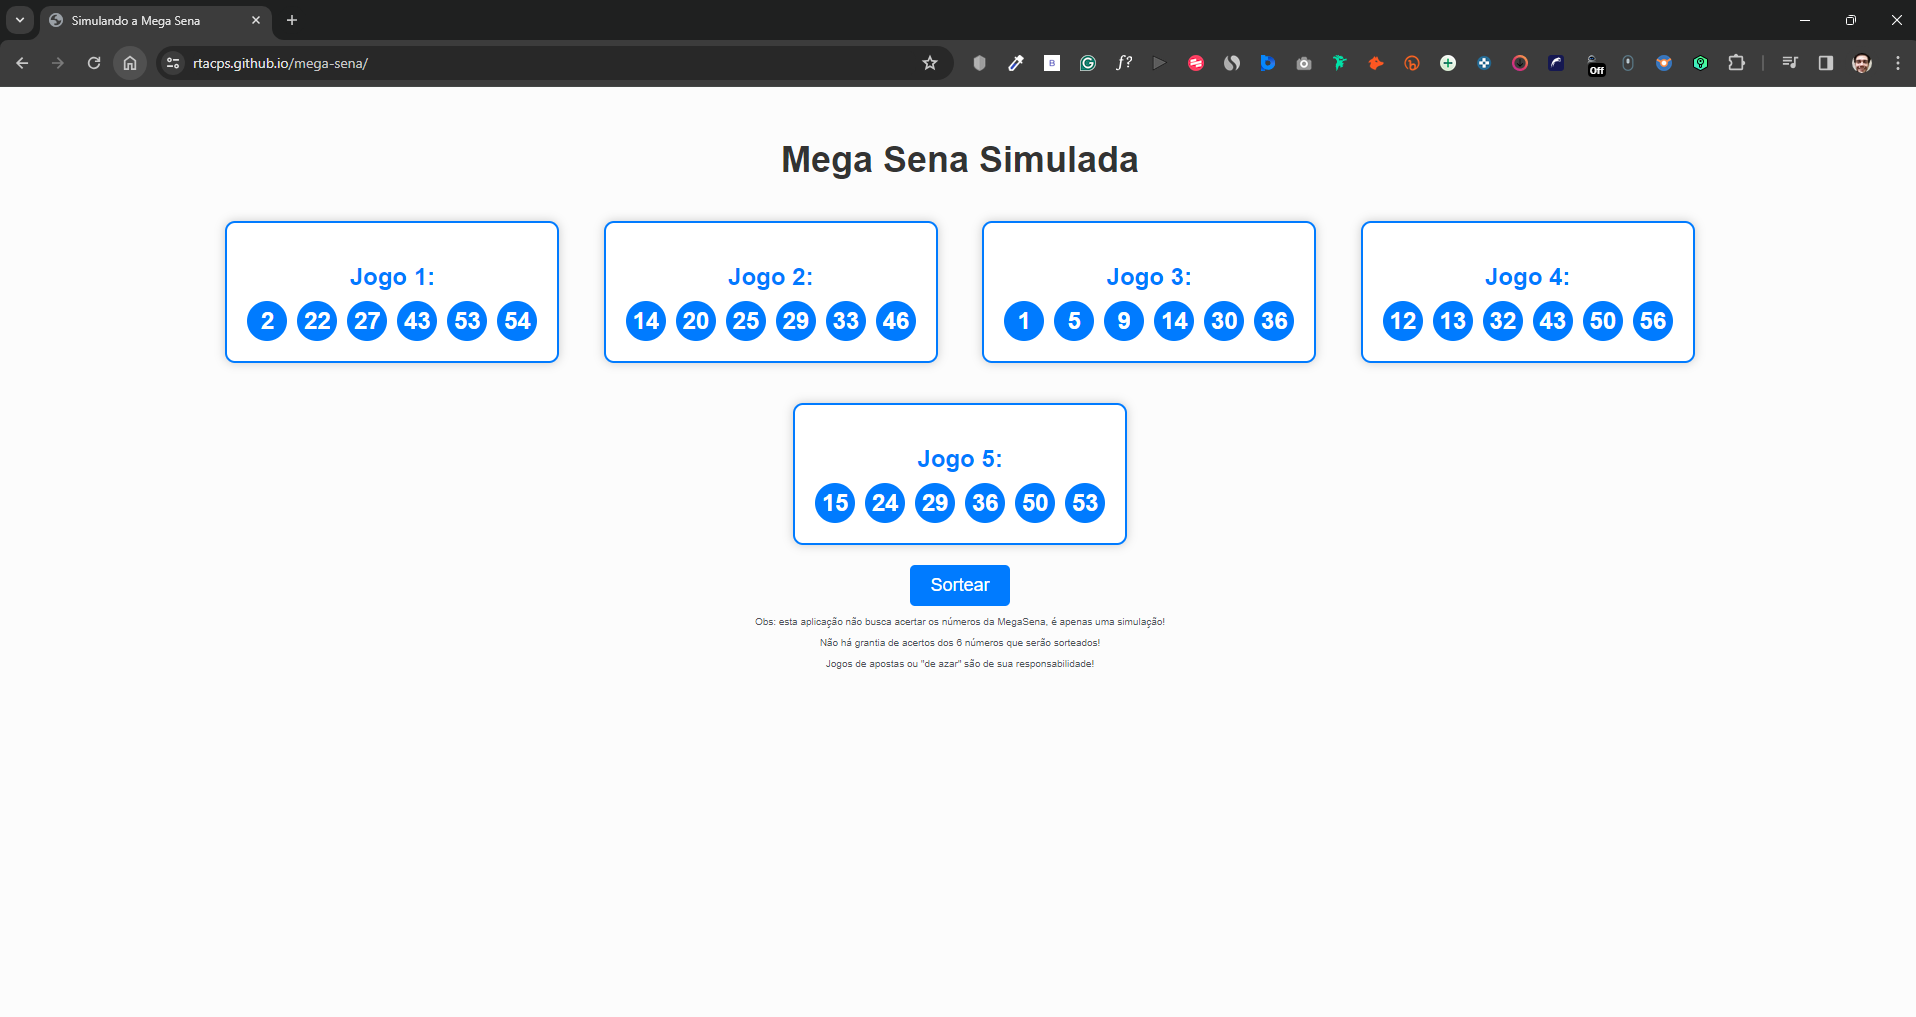 Simulando a Mega Sena
rtacps.github.io/mega-sena/
B
f?
Off
Mega Sena Simulada
Jogo 1:
2 22 27 43 53 54
Jogo 2:
14 20 25 29 33 46
Jogo 3:
1 5 9 14 30 36
Jogo 4:
12 13 32 43 50 56
Jogo 5:
15 24 29 36 50 53
Sortear
Obs: esta aplicação não busca acertar os números da MegaSena, é apenas uma simulação!
Não há grantia de acertos dos 6 números que serão sorteados!
Jogos de apostas ou "de azar" são de sua responsabilidade!